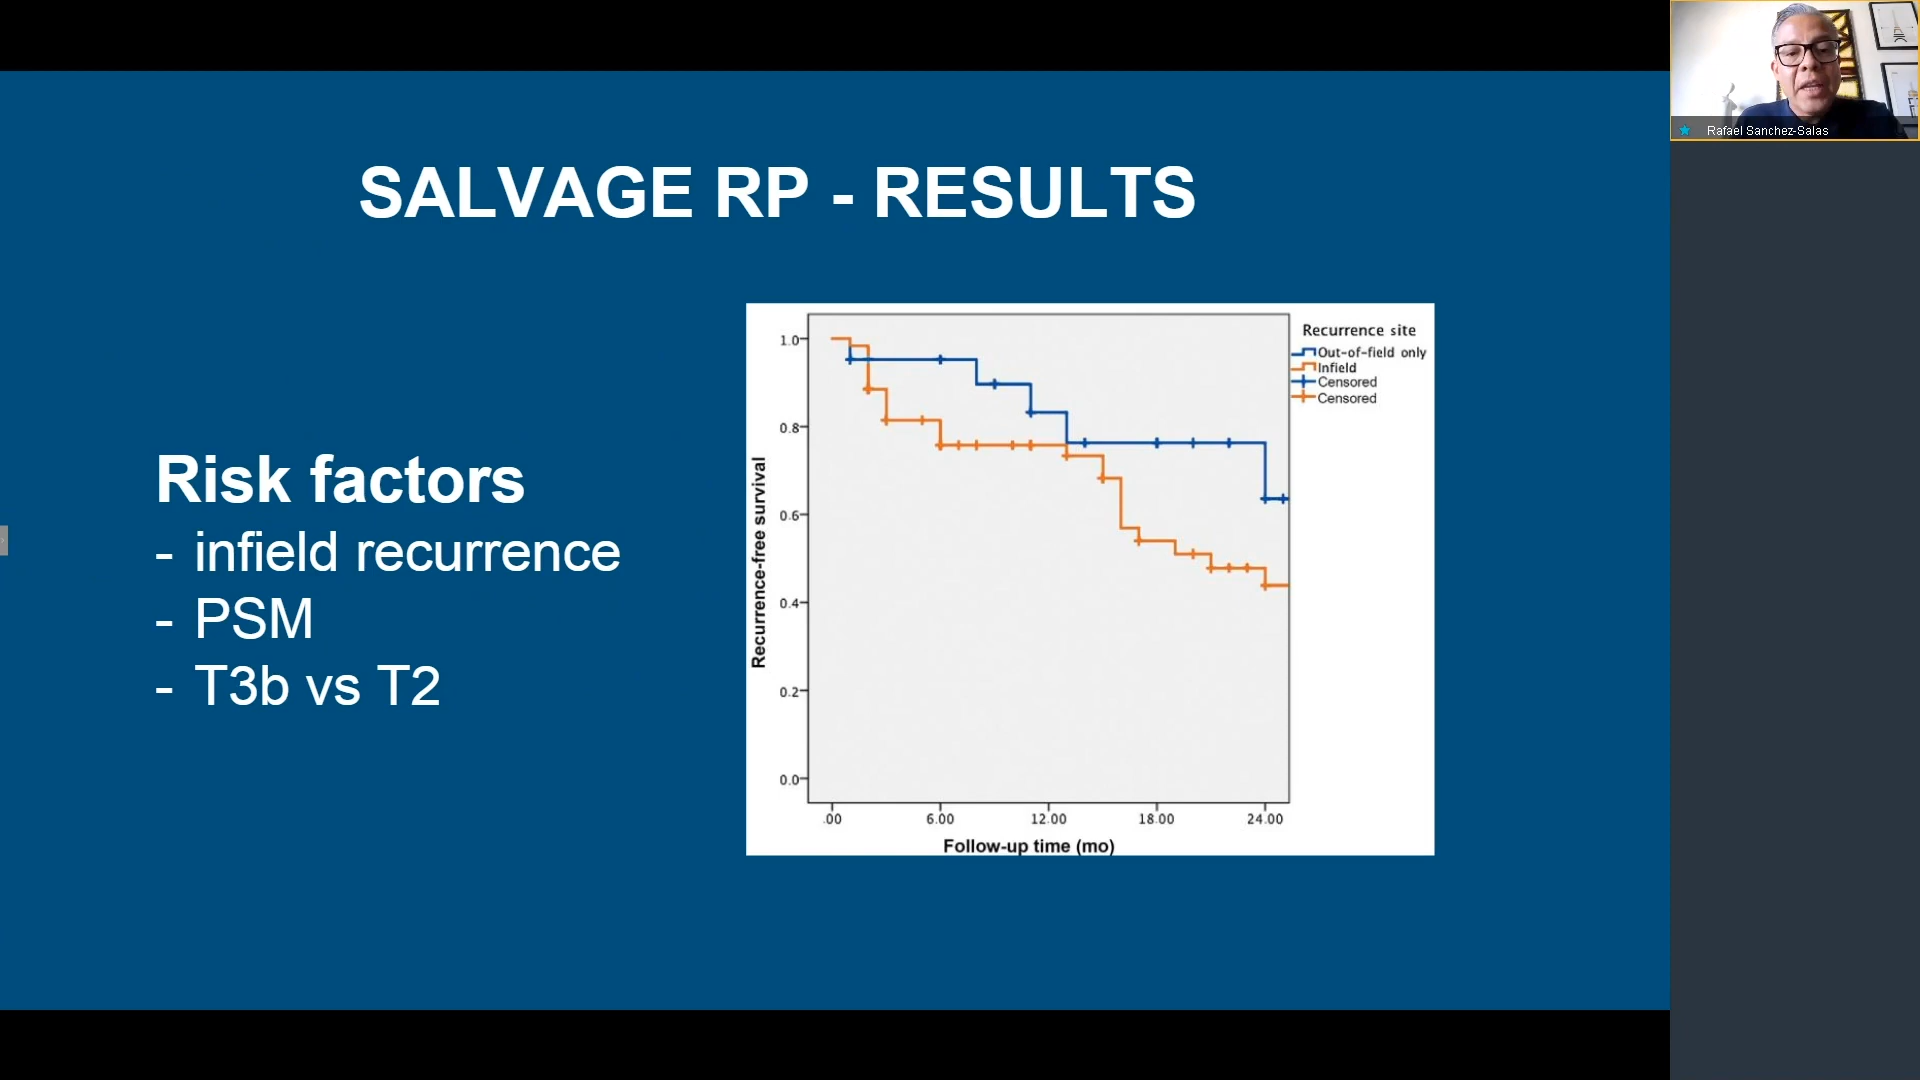 SALVAGE RP - RESULTS
Risk factors
- infield recurrence
- PSM
- T3b vs T2
Recurrence-free survival
1.0
0.8
0.6
0.4
0.2
0.0
.00
6.00
12.00
18.00
24.00
Follow-up time (mo)
Recurrence site
Out-of-field only
Infield
Censored
Censored
Rafael Sanchez-Salas